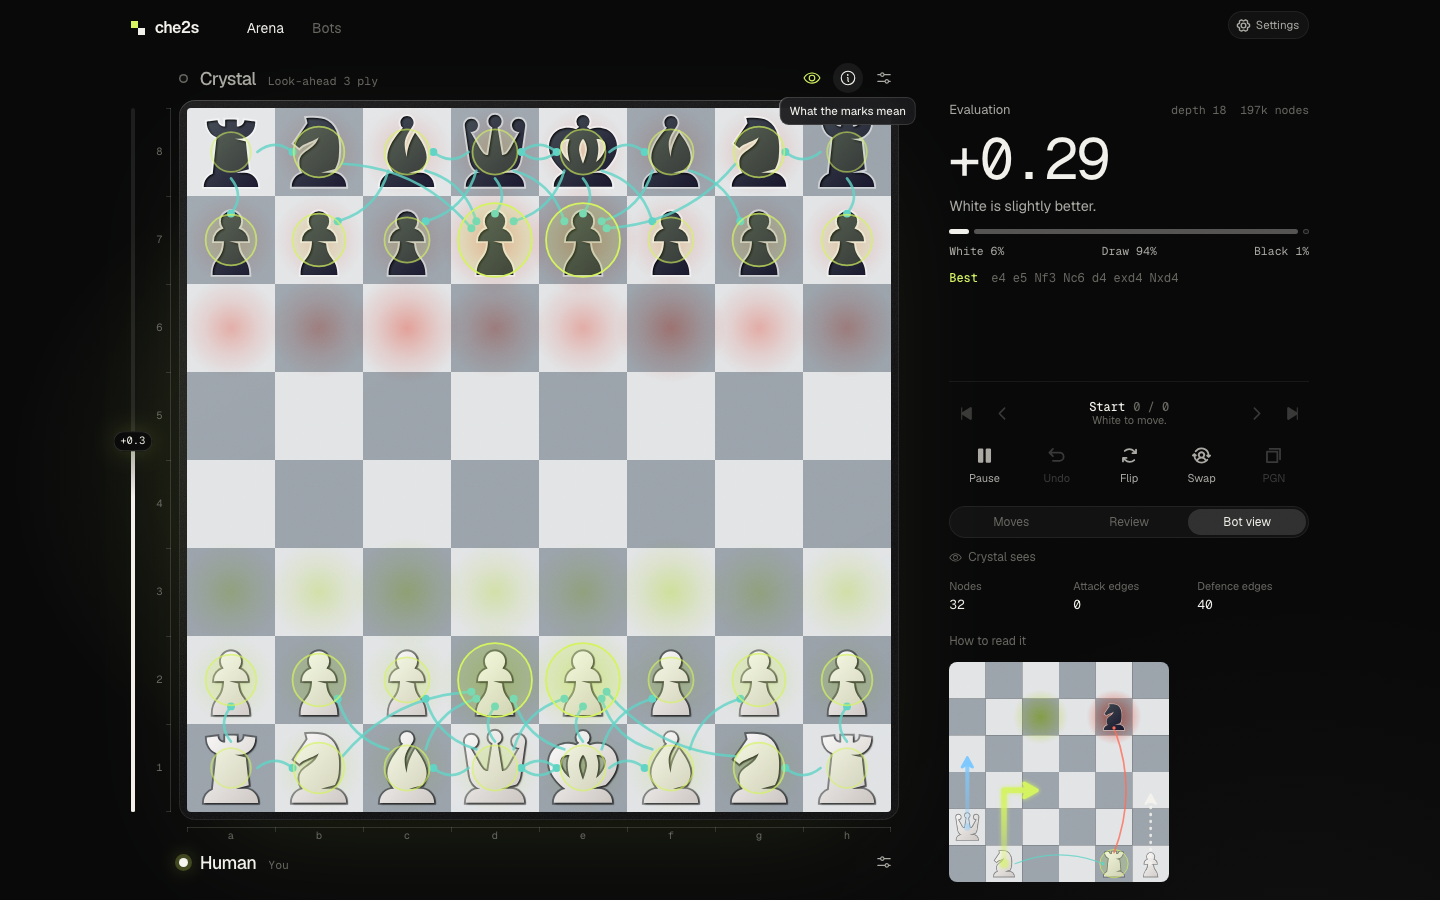 che2s
Arena
Bots
Settings
Crystal
Look-ahead 3 ply
What the marks mean
Evaluation
depth 18 197k nodes
+0.29
White is slightly better.
White 6%
Draw 94%
Black 1%
Best e4 e5 Nf3 Nc6 d4 exd4 Nxd4
8
7
6
5
+0.3
4
3
2
1
a b c d e f g h
Start 0 / 0
White to move.
Pause
Undo
Flip
Swap
PGN
Moves
Review
Bot view
Crystal sees
Nodes
Attack edges
Defence edges
32
0
40
How to read it
Human
You